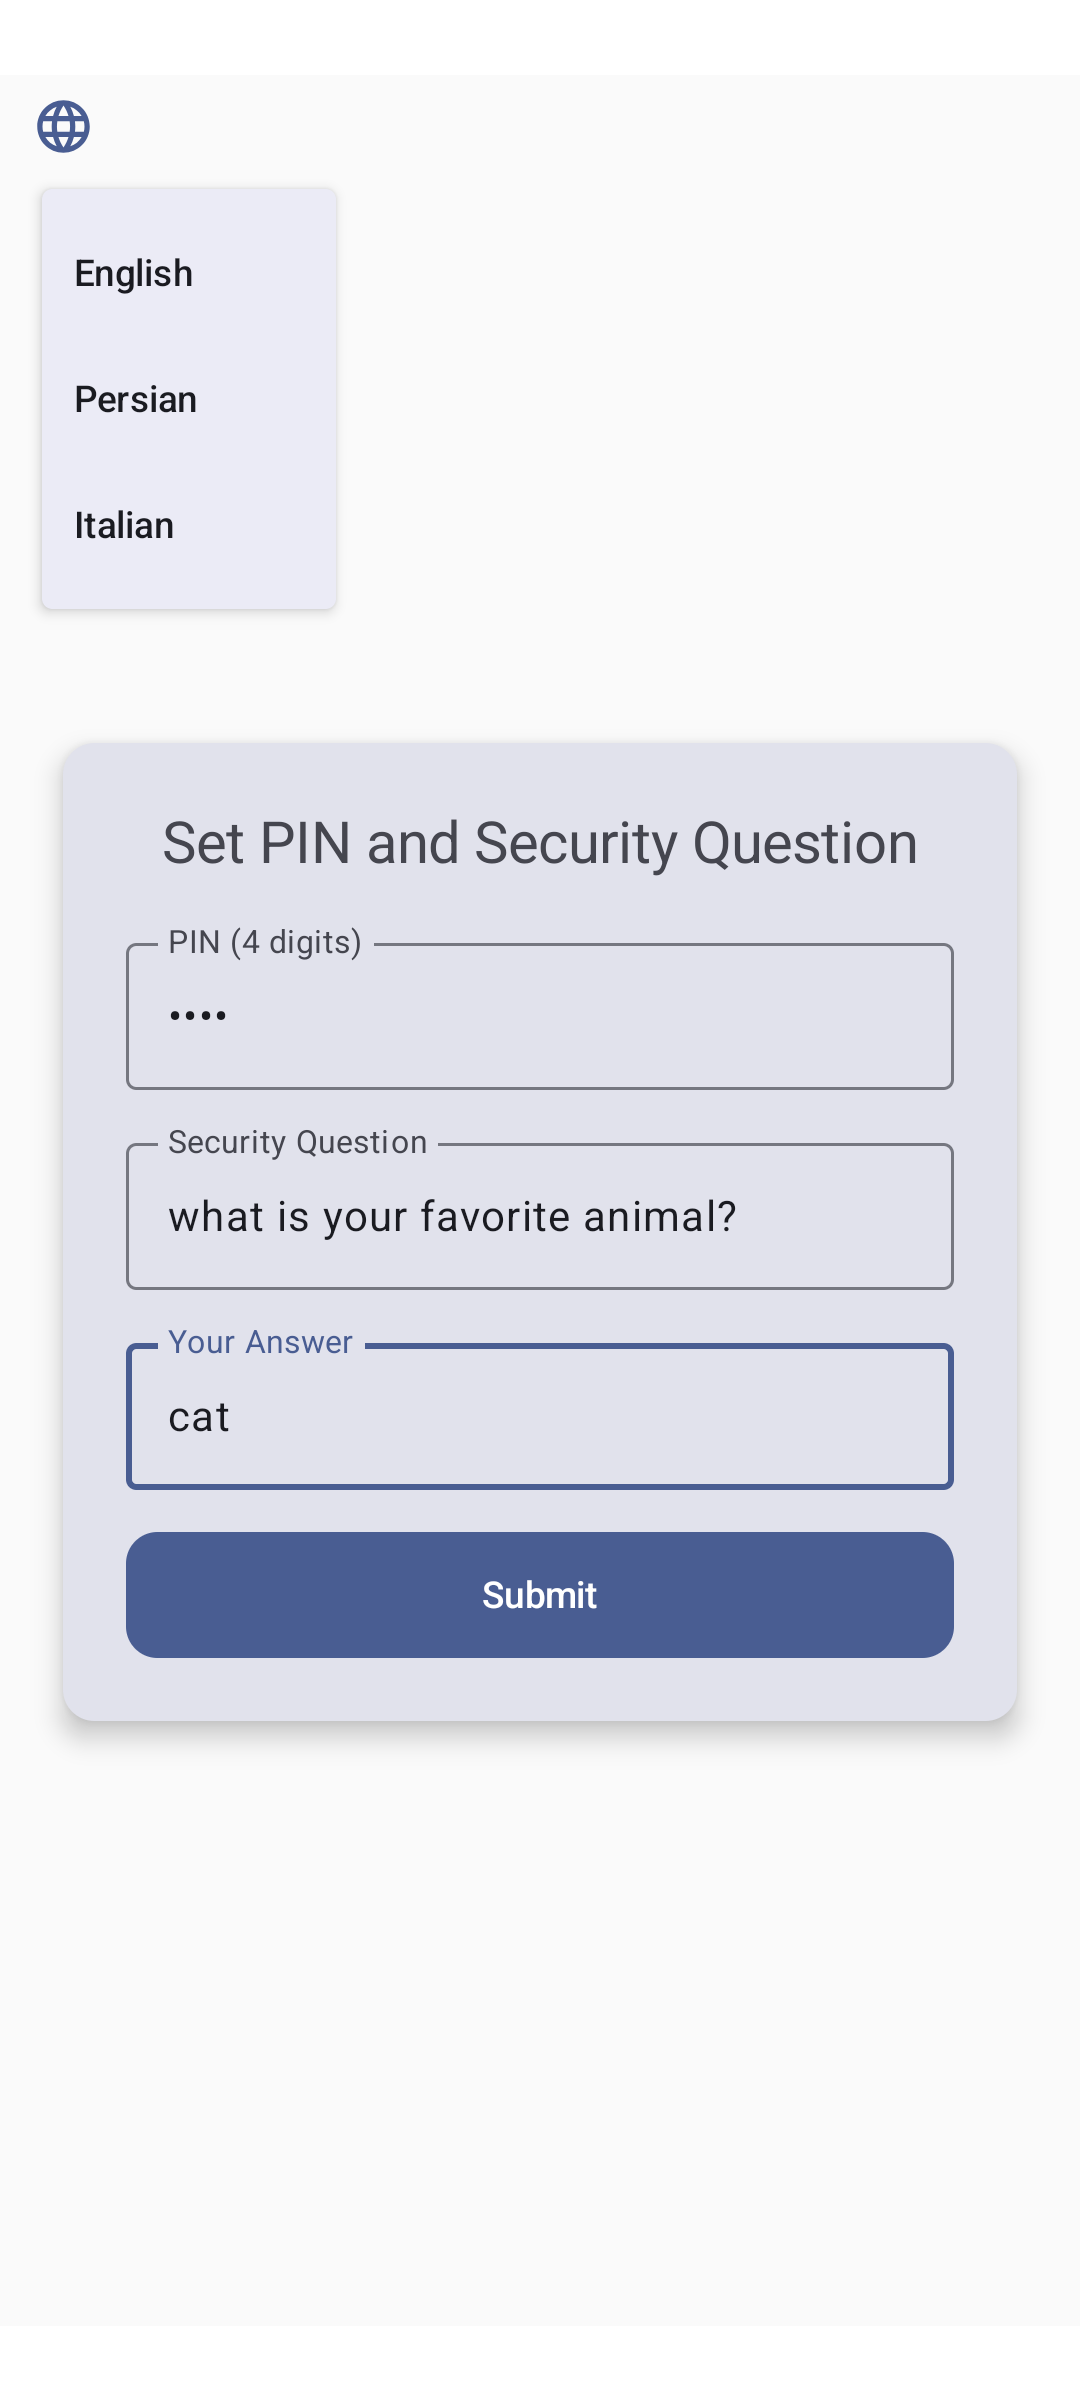 English
Persian
Italian
Set PIN and Security Question
PIN (4 digits)
••••
Security Question
what is your favorite animal?
Your Answer
cat
Submit